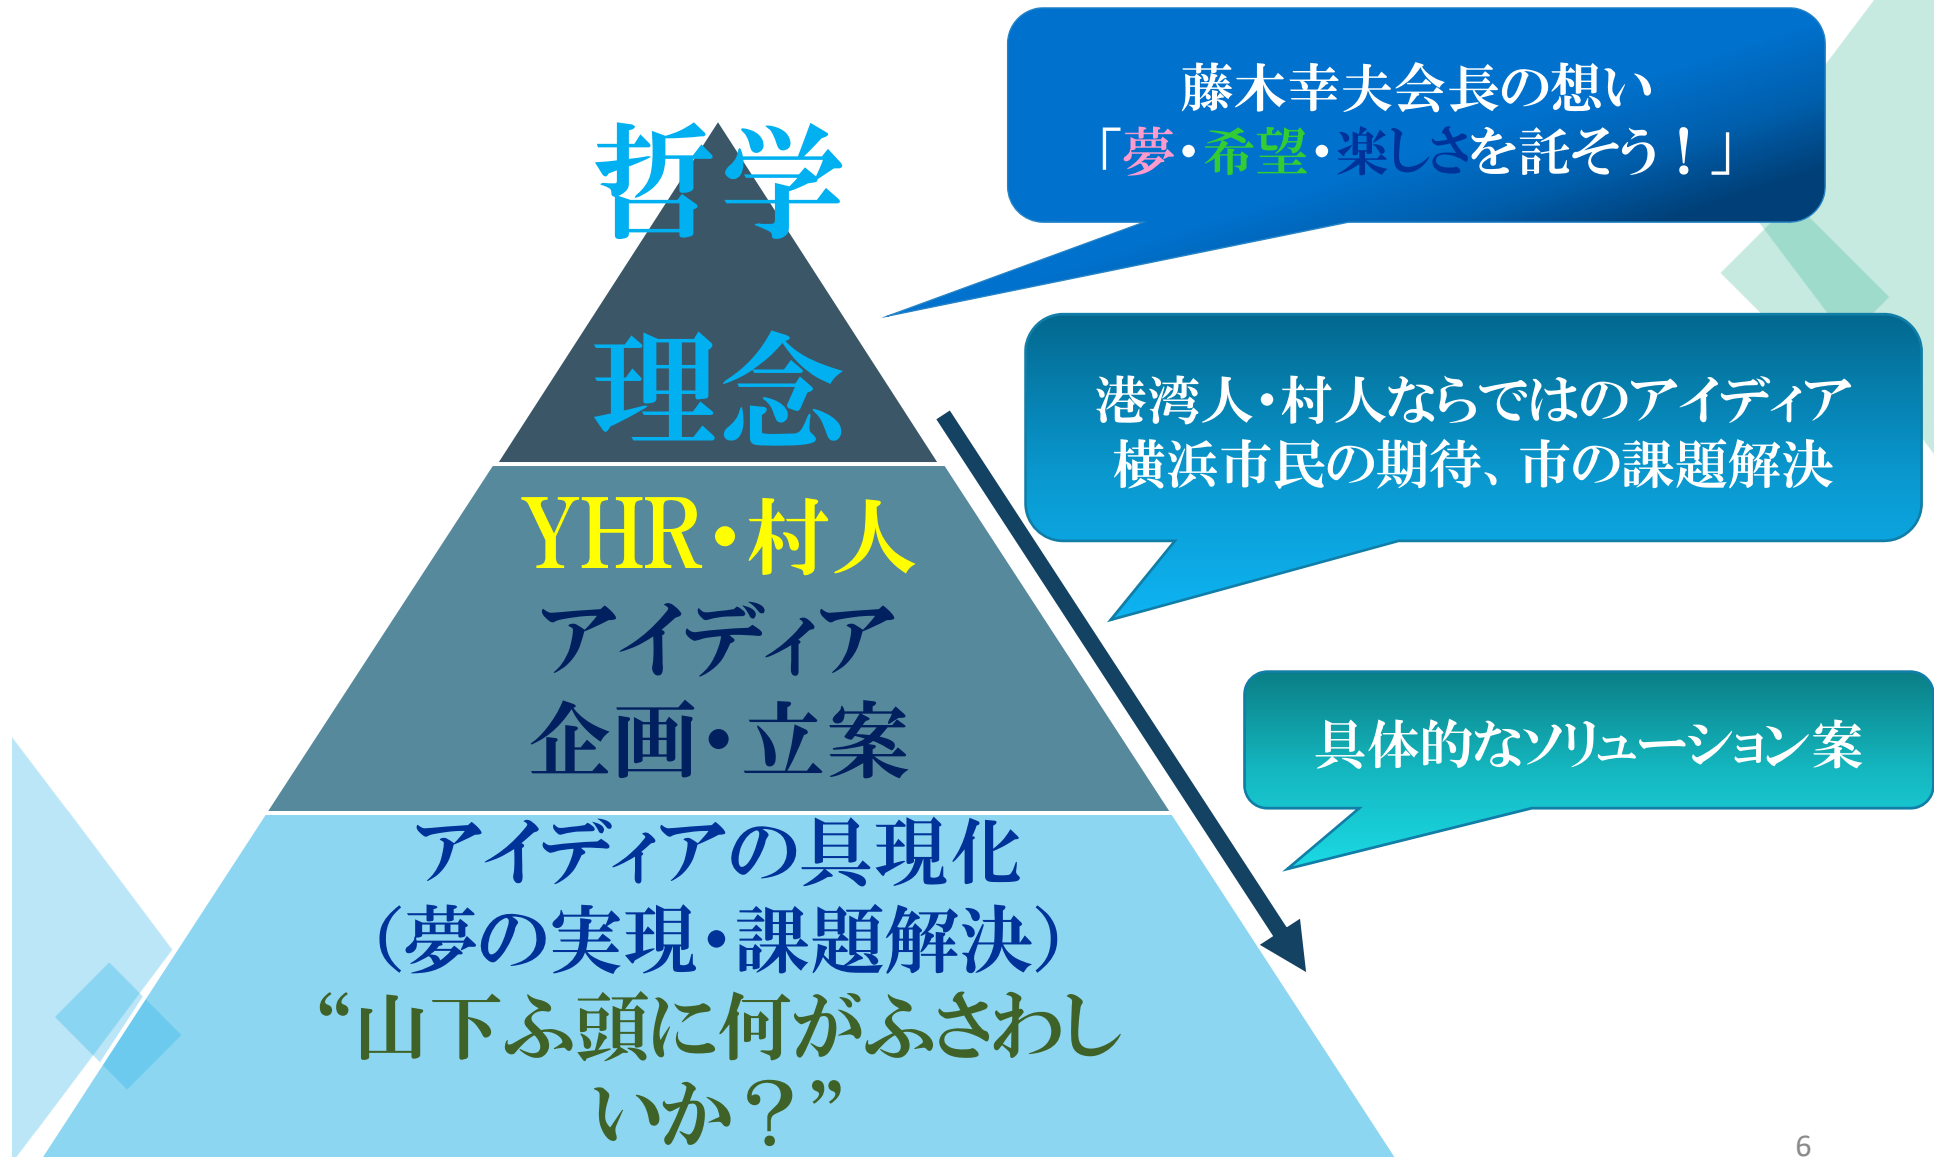 哲学
理念
YHR・村人
アイディア
企画・立案
アイディアの具現化
（夢の実現・課題解決）
“山下ふ頭に何がふさわし
いか？”
藤木幸夫会長の想い
「夢・希望・楽しさを託そう！」
港湾人・村人ならではのアイディア
横浜市民の期待、市の課題解決
具体的なソリューション案
6